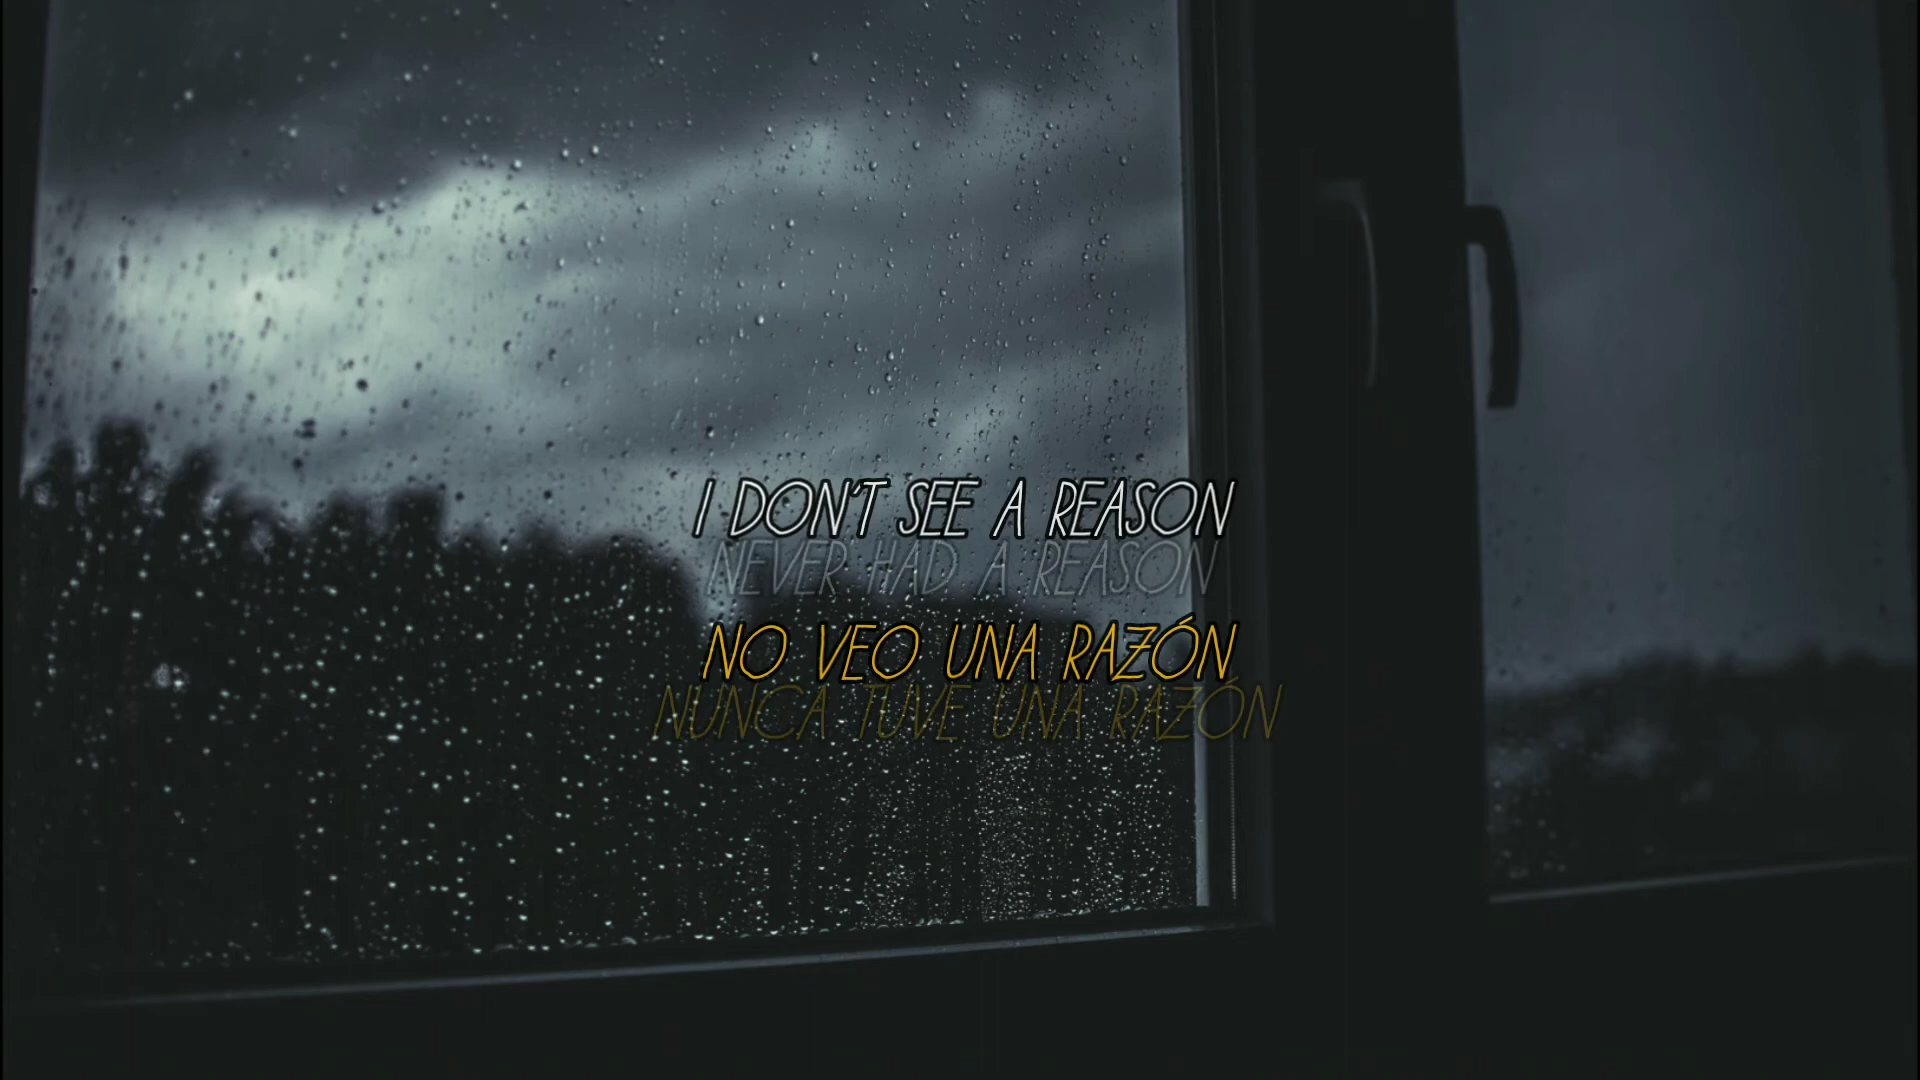 I DON'T SEE A REASON
NEVER HAD A REASON
NO VEO UNA RAZÓN
NUNCA TUVE UNA RAZÓN